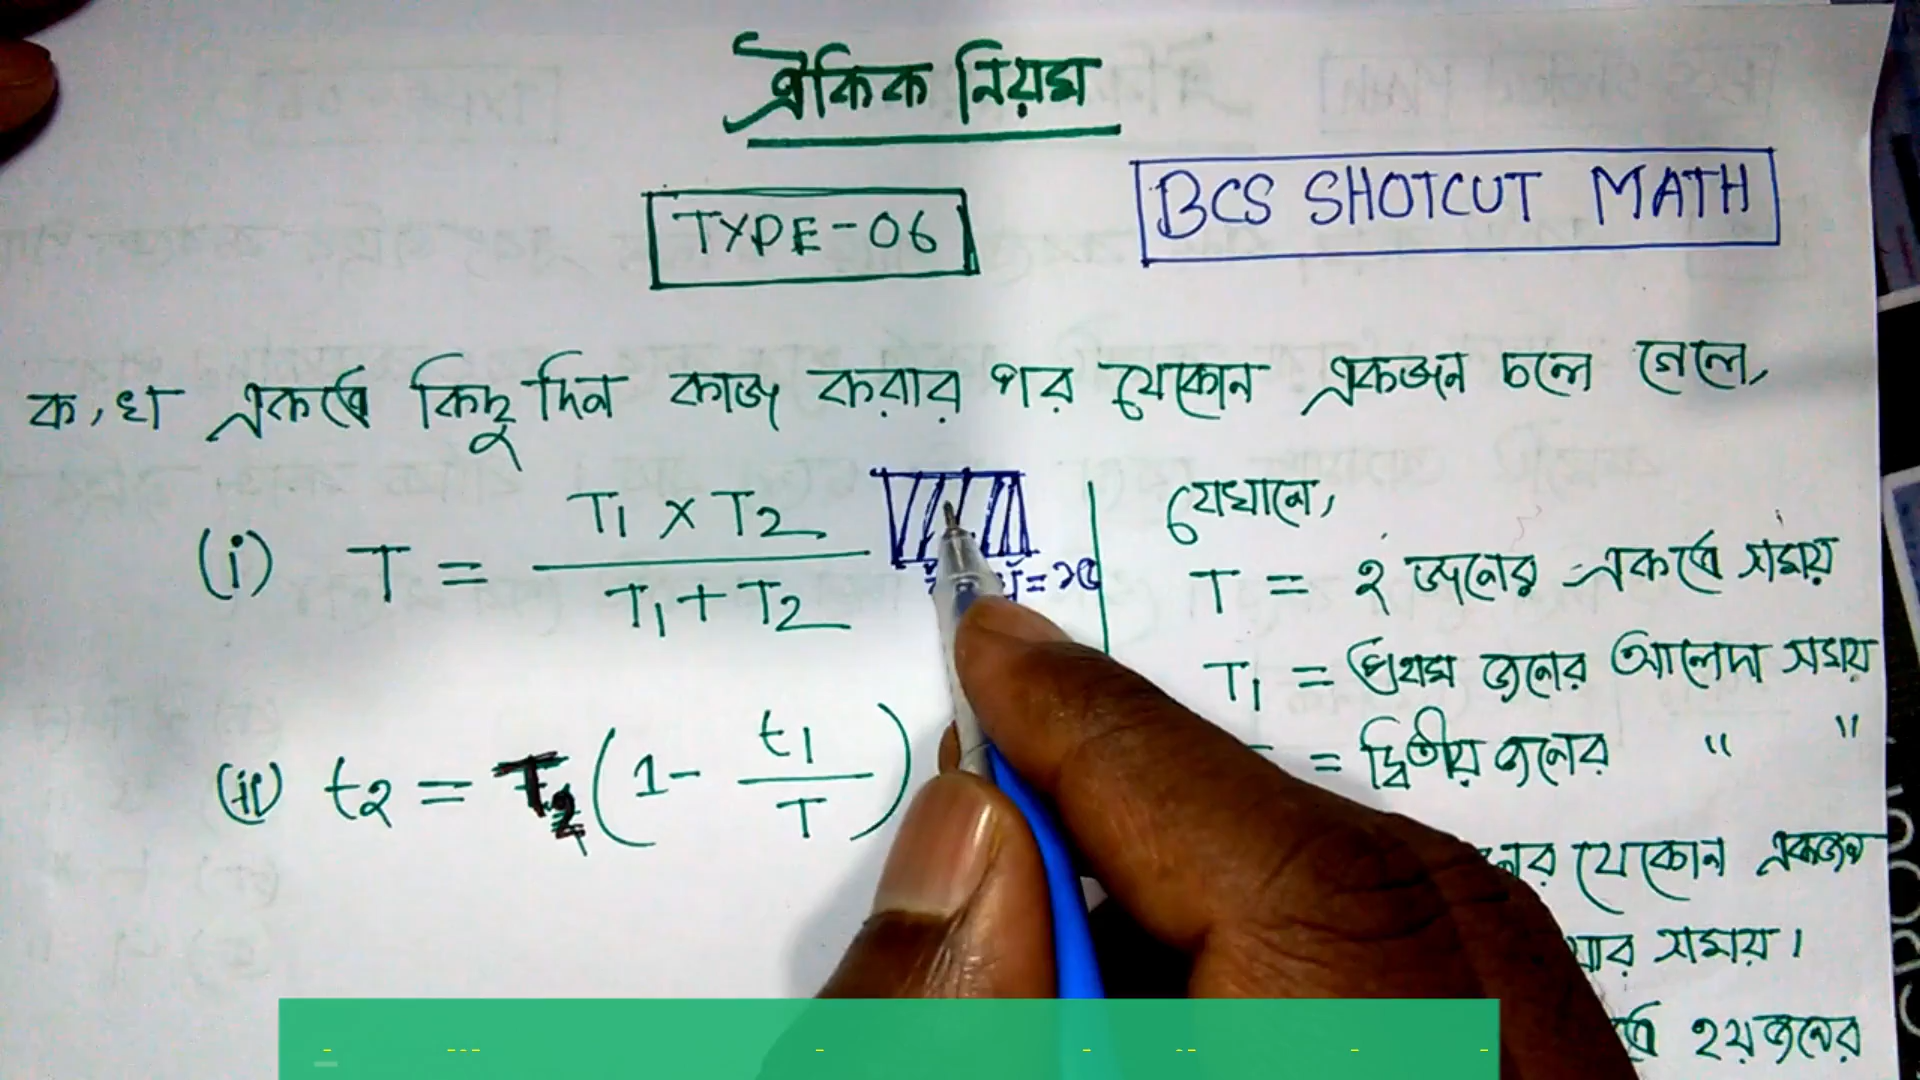 ঐকিক নিয়ম
TYPE-06
BCS SHOTCUT MATH
ক, খ একত্রে কিছু দিন কাজ করার পর যেকোন একজন চলে গেলে,
(i) T = T1 × T2 / T1 + T2
যেখানে,
T = ২ জনের একত্রে সময়
T1 = প্রথম জনের আলেদা সময়
= দ্বিতীয় জনের " "
(ii) t2 = T2 (1 - t1 / T)
যেকোন একজন
সময়।
২য় জনের